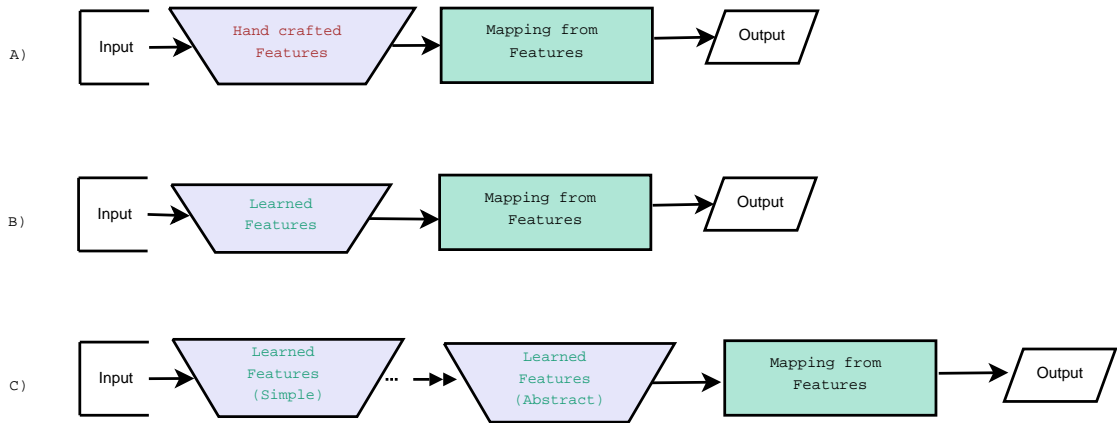 A)
Input
Hand crafted
Features
Mapping from
Features
Output
B)
Input
Learned
Features
Mapping from
Features
Output
C)
Input
Learned
Features
(Simple)
...
Learned
Features
(Abstract)
Mapping from
Features
Output